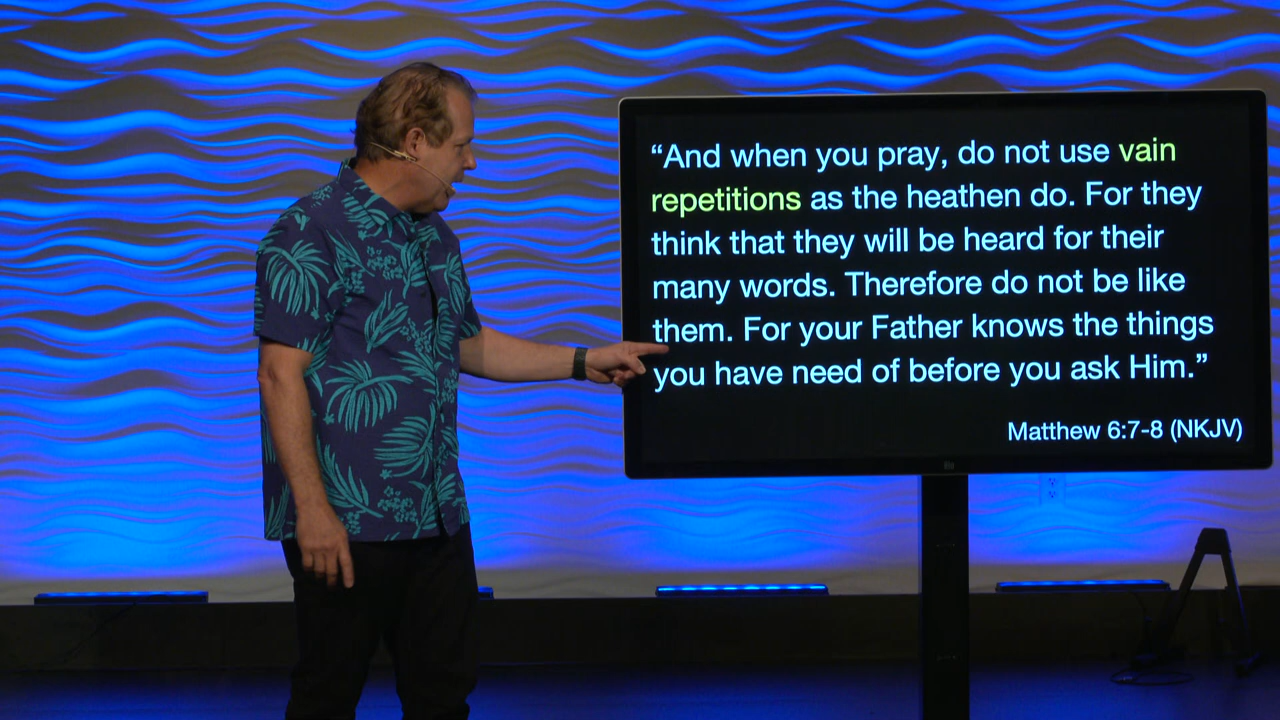 “And when you pray, do not use vain
repetitions as the heathen do. For they
think that they will be heard for their
many words. Therefore do not be like
them. For your Father knows the things
you have need of before you ask Him.”
Matthew 6:7-8 (NKJV)
elo